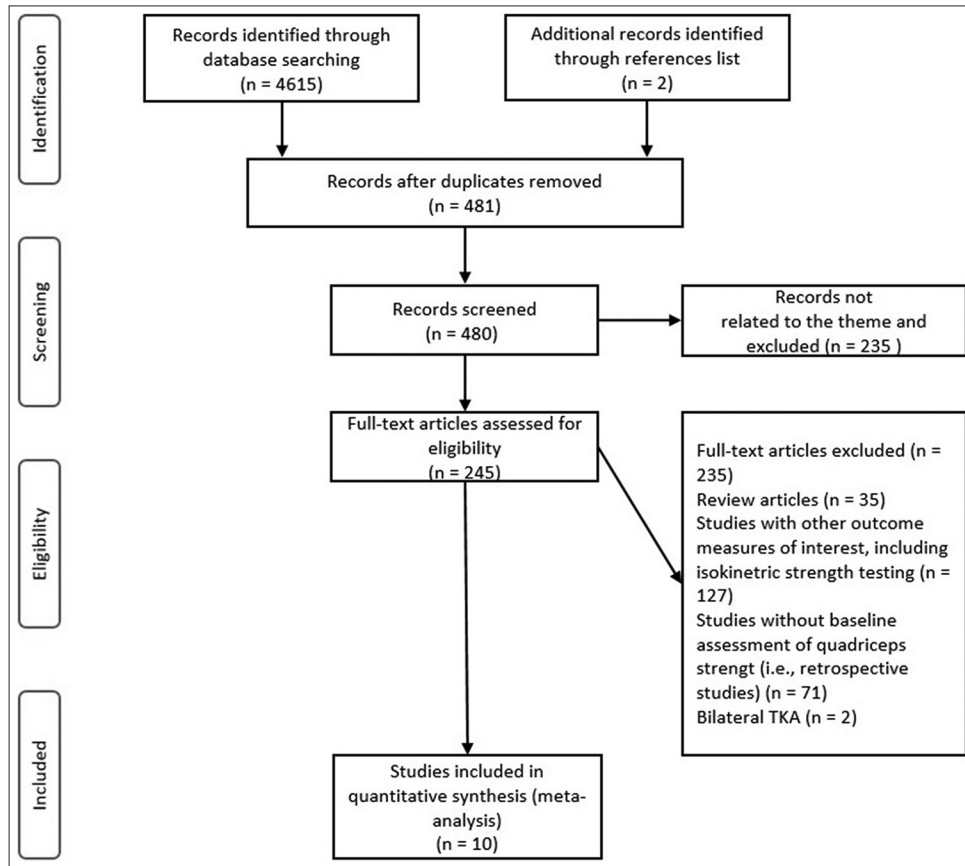 Identification
Records identified through
database searching
(n = 4615)
Additional records identified
through references list
(n = 2)
Records after duplicates removed
(n = 481)
Screening
Records screened
(n = 480)
Records not
related to the theme and
excluded (n = 235 )
Eligibility
Full-text articles assessed for
eligibility
(n = 245)
Full-text articles excluded (n =
235)
Review articles (n = 35)
Studies with other outcome
measures of interest, including
isokinetric strength testing (n =
127)
Studies without baseline
assessment of quadriceps
strengt (i.e., retrospective
studies) (n = 71)
Bilateral TKA (n = 2)
Included
Studies included in
quantitative synthesis (meta-
analysis)
(n = 10)